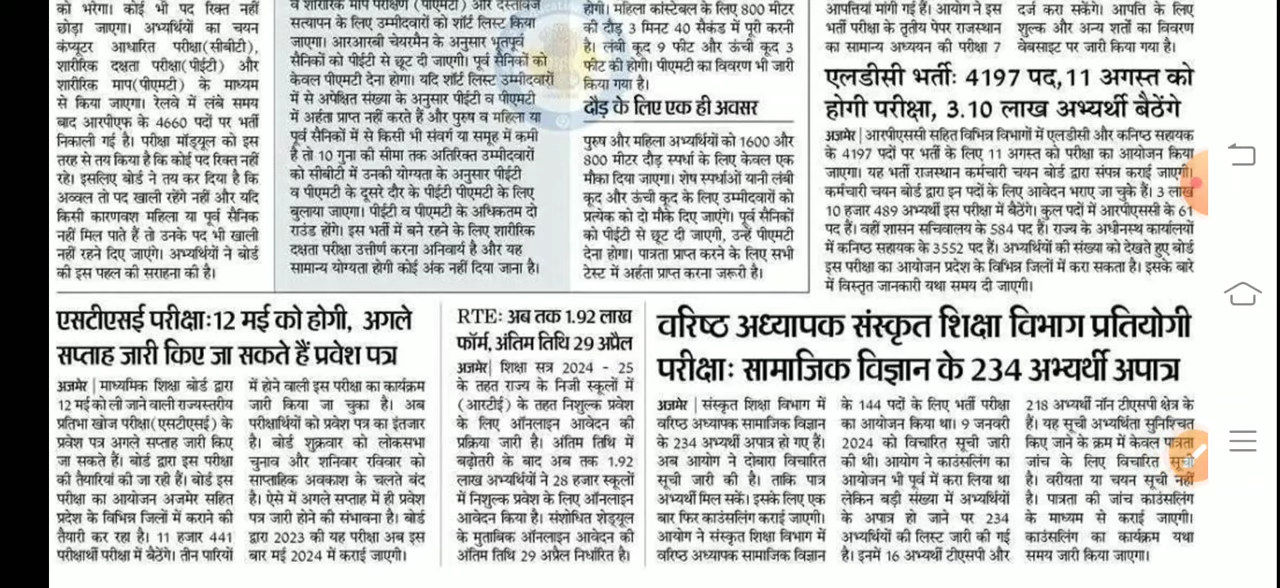 को भरेगा। कोई भी पद रिक्त नहीं
छोड़ा जाएगा। अभ्यर्थियों का चयन
कंप्यूटर आधारित परीक्षा(सीबीटी),
शारीरिक दक्षता परीक्षा(पीईटी) और
शारीरिक माप(पीएमटी) के माध्यम
से किया जाएगा। रेलवे में लंबे समय
बाद आरपीएफ के 4660 पदों पर भर्ती
निकाली गई है। परीक्षा मॉड्यूल को इस
तरह से तय किया है कि कोई पद रिक्त नहीं
रहे। इसलिए बोर्ड ने तय कर दिया है कि
अव्वल तो पद खाली रहेंगे नहीं और यदि
किसी कारणवश महिला या पूर्व सैनिक
नहीं मिल पाते हैं तो उनके पद भी खाली
नहीं रहने दिए जाएंगे। अभ्यर्थियों ने बोर्ड
की इस पहल की सराहना की है।
व शारीरिक माप परीक्षण (पीएमटी) और दस्तावेज
सत्यापन के लिए उम्मीदवारों को शॉर्ट लिस्ट किया
जाएगा। आरआरबी चेयरमैन के अनुसार भूतपूर्व
सैनिकों को पीईटी से छूट दी जाएगी। पूर्व सैनिकों को
केवल पीएमटी देना होगा। यदि शॉर्ट लिस्ट उम्मीदवारों
में से अपेक्षित संख्या के अनुसार पीईटी व पीएमटी
में अर्हता प्राप्त नहीं करते हैं और पुरुष व महिला या
पूर्व सैनिकों में से किसी भी संवर्ग या समूह में कमी
है तो 10 गुना की सीमा तक अतिरिक्त उम्मीदवारों
को सीबीटी में उनकी योग्यता के अनुसार पीईटी
व पीएमटी के दूसरे दौर के पीईटी पीएमटी के लिए
बुलाया जाएगा। पीईटी व पीएमटी के अधिकतम दो
राउंड होंगे। इस भर्ती में बने रहने के लिए शारीरिक
दक्षता परीक्षा उत्तीर्ण करना अनिवार्य है और यह
सामान्य योग्यता होगी कोई अंक नहीं दिया जाना है।
होगी। महिला कांस्टेबल के लिए 800 मीटर
की दौड़ 3 मिनट 40 सैकंड में पूरी करनी
है। लंबी कूद 9 फीट और ऊंची कूद 3
फीट की होगी। पीएमटी का विवरण भी जारी
किया गया है।
दौड़ के लिए एक ही अवसर
पुरुष और महिला अभ्यर्थियों को 1600 और
800 मीटर दौड़ स्पर्धा के लिए केवल एक
मौका दिया जाएगा। शेष स्पर्धाओं यानी लंबी
कूद और ऊंची कूद के लिए उम्मीदवारों को
प्रत्येक को दो मौके दिए जाएंगे। पूर्व सैनिकों
को पीईटी से छूट दी जाएगी, उन्हें पीएमटी
देना होगा। पात्रता प्राप्त करने के लिए सभी
टेस्ट में अर्हता प्राप्त करना जरूरी है।
आपत्तियां मांगी गई हैं। आयोग ने इस
भर्ती परीक्षा के तृतीय पेपर राजस्थान
का सामान्य अध्ययन की परीक्षा 7
दर्ज करा सकेंगे। आपत्ति के लिए
शुल्क और अन्य शर्तों का विवरण
वेबसाइट पर जारी किया गया है।
एलडीसी भर्ती: 4197 पद, 11 अगस्त को
होगी परीक्षा, 3.10 लाख अभ्यर्थी बैठेंगे
अजमेर | आरपीएससी सहित विभिन्न विभागों में एलडीसी और कनिष्ठ सहायक
के 4197 पदों पर भर्ती के लिए 11 अगस्त को परीक्षा का आयोजन किया
जाएगा। यह भर्ती राजस्थान कर्मचारी चयन बोर्ड द्वारा संपन्न कराई जाएगी।
कर्मचारी चयन बोर्ड द्वारा इन पदों के लिए आवेदन भराए जा चुके हैं। 3 लाख
10 हजार 489 अभ्यर्थी इस परीक्षा में बैठेंगे। कुल पदों में आरपीएससी के 61
पद हैं। वहीं शासन सचिवालय के 584 पद हैं। राज्य के अधीनस्थ कार्यालयों
में कनिष्ठ सहायक के 3552 पद हैं। अभ्यर्थियों की संख्या को देखते हुए बोर्ड
इस परीक्षा का आयोजन प्रदेश के विभिन्न जिलों में करा सकता है। इसके बारे
में विस्तृत जानकारी यथा समय दी जाएगी।
एसटीएसई परीक्षा:12 मई को होगी, अगले
सप्ताह जारी किए जा सकते हैं प्रवेश पत्र
अजमेर | माध्यमिक शिक्षा बोर्ड द्वारा
12 मई को ली जाने वाली राज्यस्तरीय
प्रतिभा खोज परीक्षा(एसटीएसई) के
प्रवेश पत्र अगले सप्ताह जारी किए
जा सकते हैं। बोर्ड द्वारा इस परीक्षा
की तैयारियां की जा रही हैं। बोर्ड इस
परीक्षा का आयोजन अजमेर सहित
प्रदेश के विभिन्न जिलों में कराने की
तैयारी कर रहा है। 11 हजार 441
परीक्षार्थी परीक्षा में बैठेंगे। तीन पारियों
में होने वाली इस परीक्षा का कार्यक्रम
जारी किया जा चुका है। अब
परीक्षार्थियों को प्रवेश पत्र का इंतजार
है। बोर्ड शुक्रवार को लोकसभा
चुनाव और शनिवार रविवार को
साप्ताहिक अवकाश के चलते बंद
है। ऐसे में अगले सप्ताह में ही प्रवेश
पत्र जारी होने की संभावना है। बोर्ड
द्वारा 2023 की यह परीक्षा अब इस
बार मई 2024 में कराई जाएगी।
RTE: अब तक 1.92 लाख
फॉर्म, अंतिम तिथि 29 अप्रैल
अजमेर| शिक्षा सत्र 2024 - 25
के तहत राज्य के निजी स्कूलों में
(आरटीई) के तहत निशुल्क प्रवेश
के लिए ऑनलाइन आवेदन की
प्रक्रिया जारी है। अंतिम तिथि में
बढ़ोतरी के बाद अब तक 1.92
लाख अभ्यर्थियों ने 28 हजार स्कूलों
में निशुल्क प्रवेश के लिए ऑनलाइन
आवेदन किया है। संशोधित शेड्यूल
के मुताबिक ऑनलाइन आवेदन की
अंतिम तिथि 29 अप्रैल निर्धारित है।
वरिष्ठ अध्यापक संस्कृत शिक्षा विभाग प्रतियोगी
परीक्षा: सामाजिक विज्ञान के 234 अभ्यर्थी अपात्र
अजमेर | संस्कृत शिक्षा विभाग में
वरिष्ठ अध्यापक सामाजिक विज्ञान
के 234 अभ्यर्थी अपात्र हो गए हैं।
अब आयोग ने दोबारा विचारित
सूची जारी की है। ताकि पात्र
अभ्यर्थी मिल सकें। इसके लिए एक
बार फिर काउंसलिंग कराई जाएगी।
आयोग ने संस्कृत शिक्षा विभाग में
वरिष्ठ अध्यापक सामाजिक विज्ञान
के 144 पदों के लिए भर्ती परीक्षा
का आयोजन किया था। 9 जनवरी
2024 को विचारित सूची जारी
की थी। आयोग ने काउंसलिंग का
आयोजन भी पूर्व में करा लिया था
लेकिन बड़ी संख्या में अभ्यर्थियों
के अपात्र हो जाने पर 234
अभ्यर्थियों की लिस्ट जारी की गई
है। इनमें 16 अभ्यर्थी टीएसपी और
218 अभ्यर्थी नॉन टीएसपी क्षेत्र के
हैं। यह सूची अभ्यर्थिता सुनिश्चित
किए जाने के क्रम में केवल पात्रता
जांच के लिए विचारित सूची
है। वरीयता या चयन सूची नहीं
है। पात्रता की जांच काउंसलिंग
के माध्यम से कराई जाएगी।
काउंसलिंग का कार्यक्रम यथा
समय जारी किया जाएगा।